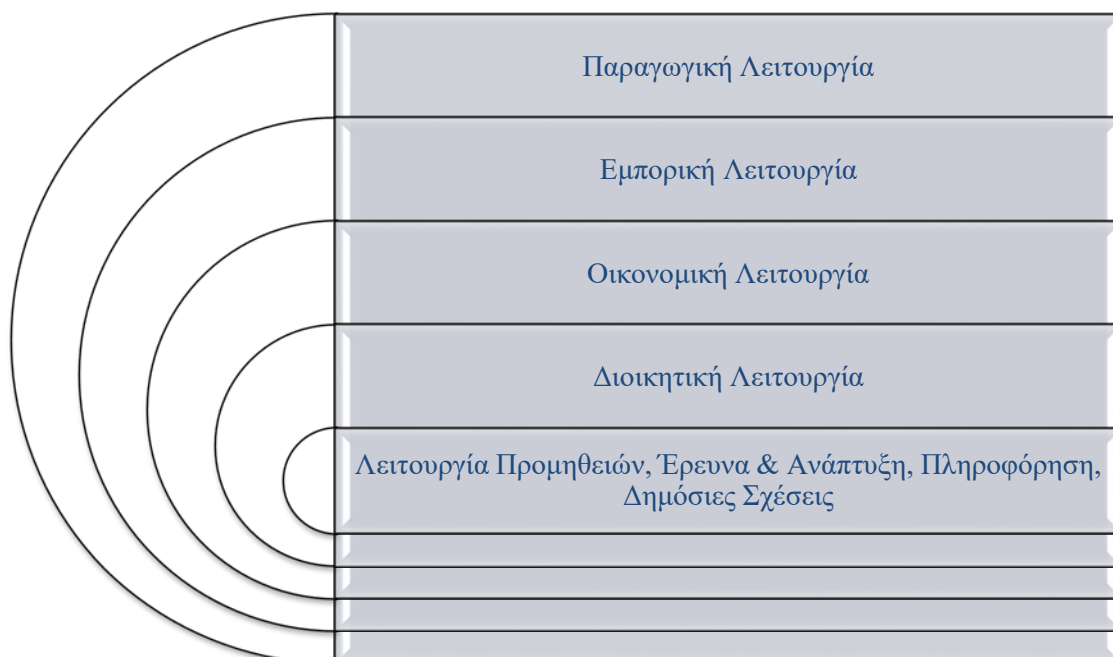 Παραγωγική Λειτουργία
Εμπορική Λειτουργία
Οικονομική Λειτουργία
Διοικητική Λειτουργία
Λειτουργία Προμηθειών, Έρευνα & Ανάπτυξη, Πληροφόρηση,
Δημόσιες Σχέσεις